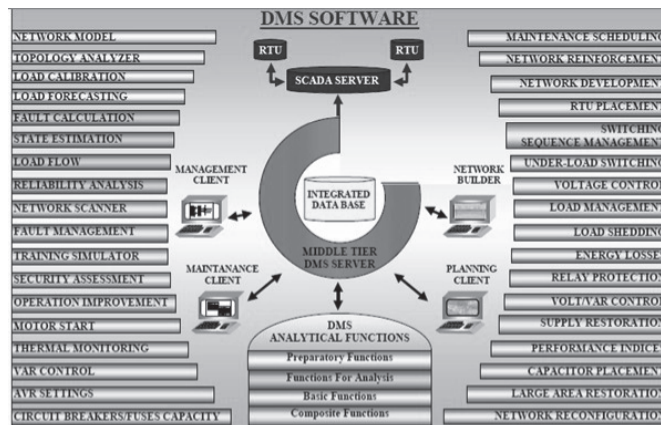 DMS SOFTWARE
NETWORK MODEL
TOPOLOGY ANALYZER
LOAD CALIBRATION
LOAD FORECASTING
FAULT CALCULATION
STATE ESTIMATION
LOAD FLOW
RELIABILITY ANALYSIS
NETWORK SCANNER
FAULT MANAGEMENT
TRAINING SIMULATOR
SECURITY ASSESSMENT
OPERATION IMPROVEMENT
MOTOR START
THERMAL MONITORING
VAR CONTROL
AVR SETTINGS
CIRCUIT BREAKERS/FUSES CAPACITY
RTU
RTU
SCADA SERVER
MANAGEMENT
CLIENT
NETWORK
BUILDER
INTEGRATED
DATA BASE
MIDDLE TIER
DMS SERVER
MAINTANANCE
CLIENT
PLANNING
CLIENT
DMS
ANALYTICAL FUNCTIONS
Preparatory Functions
Functions For Analysis
Basic Functions
Composite Functions
MAINTENANCE SCHEDULING
NETWORK REINFORCEMENT
NETWORK DEVELOPMENT
RTU PLACEMENT
SWITCHING
SEQUENCE MANAGEMENT
UNDER-LOAD SWITCHING
VOLTAGE CONTROL
LOAD MANAGEMENT
LOAD SHEDDING
ENERGY LOSSES
RELAY PROTECTION
VOLT/VAR CONTROL
SUPPLY RESTORATION
PERFORMANCE INDICES
CAPACITOR PLACEMENT
LARGE AREA RESTORATION
NETWORK RECONFIGURATION